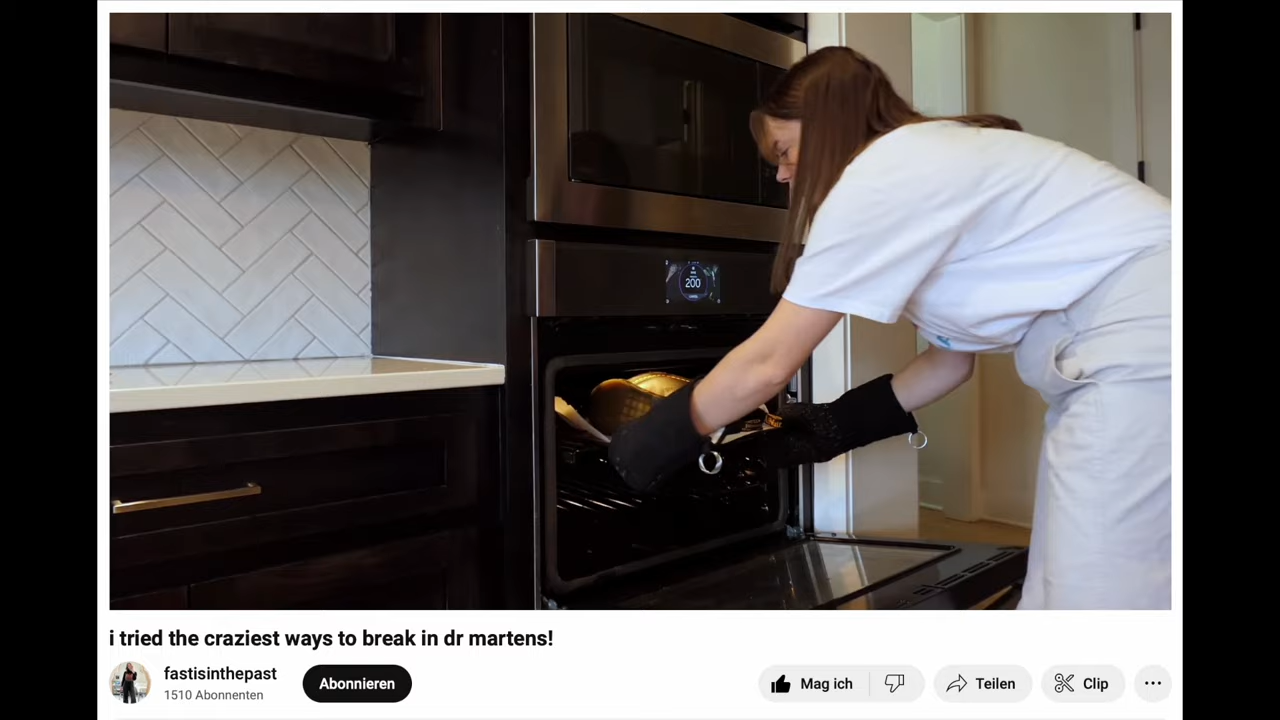 200
i tried the craziest ways to break in dr martens!
fastisinthepast
1510 Abonnenten
Abonnieren
Mag ich
Teilen
Clip